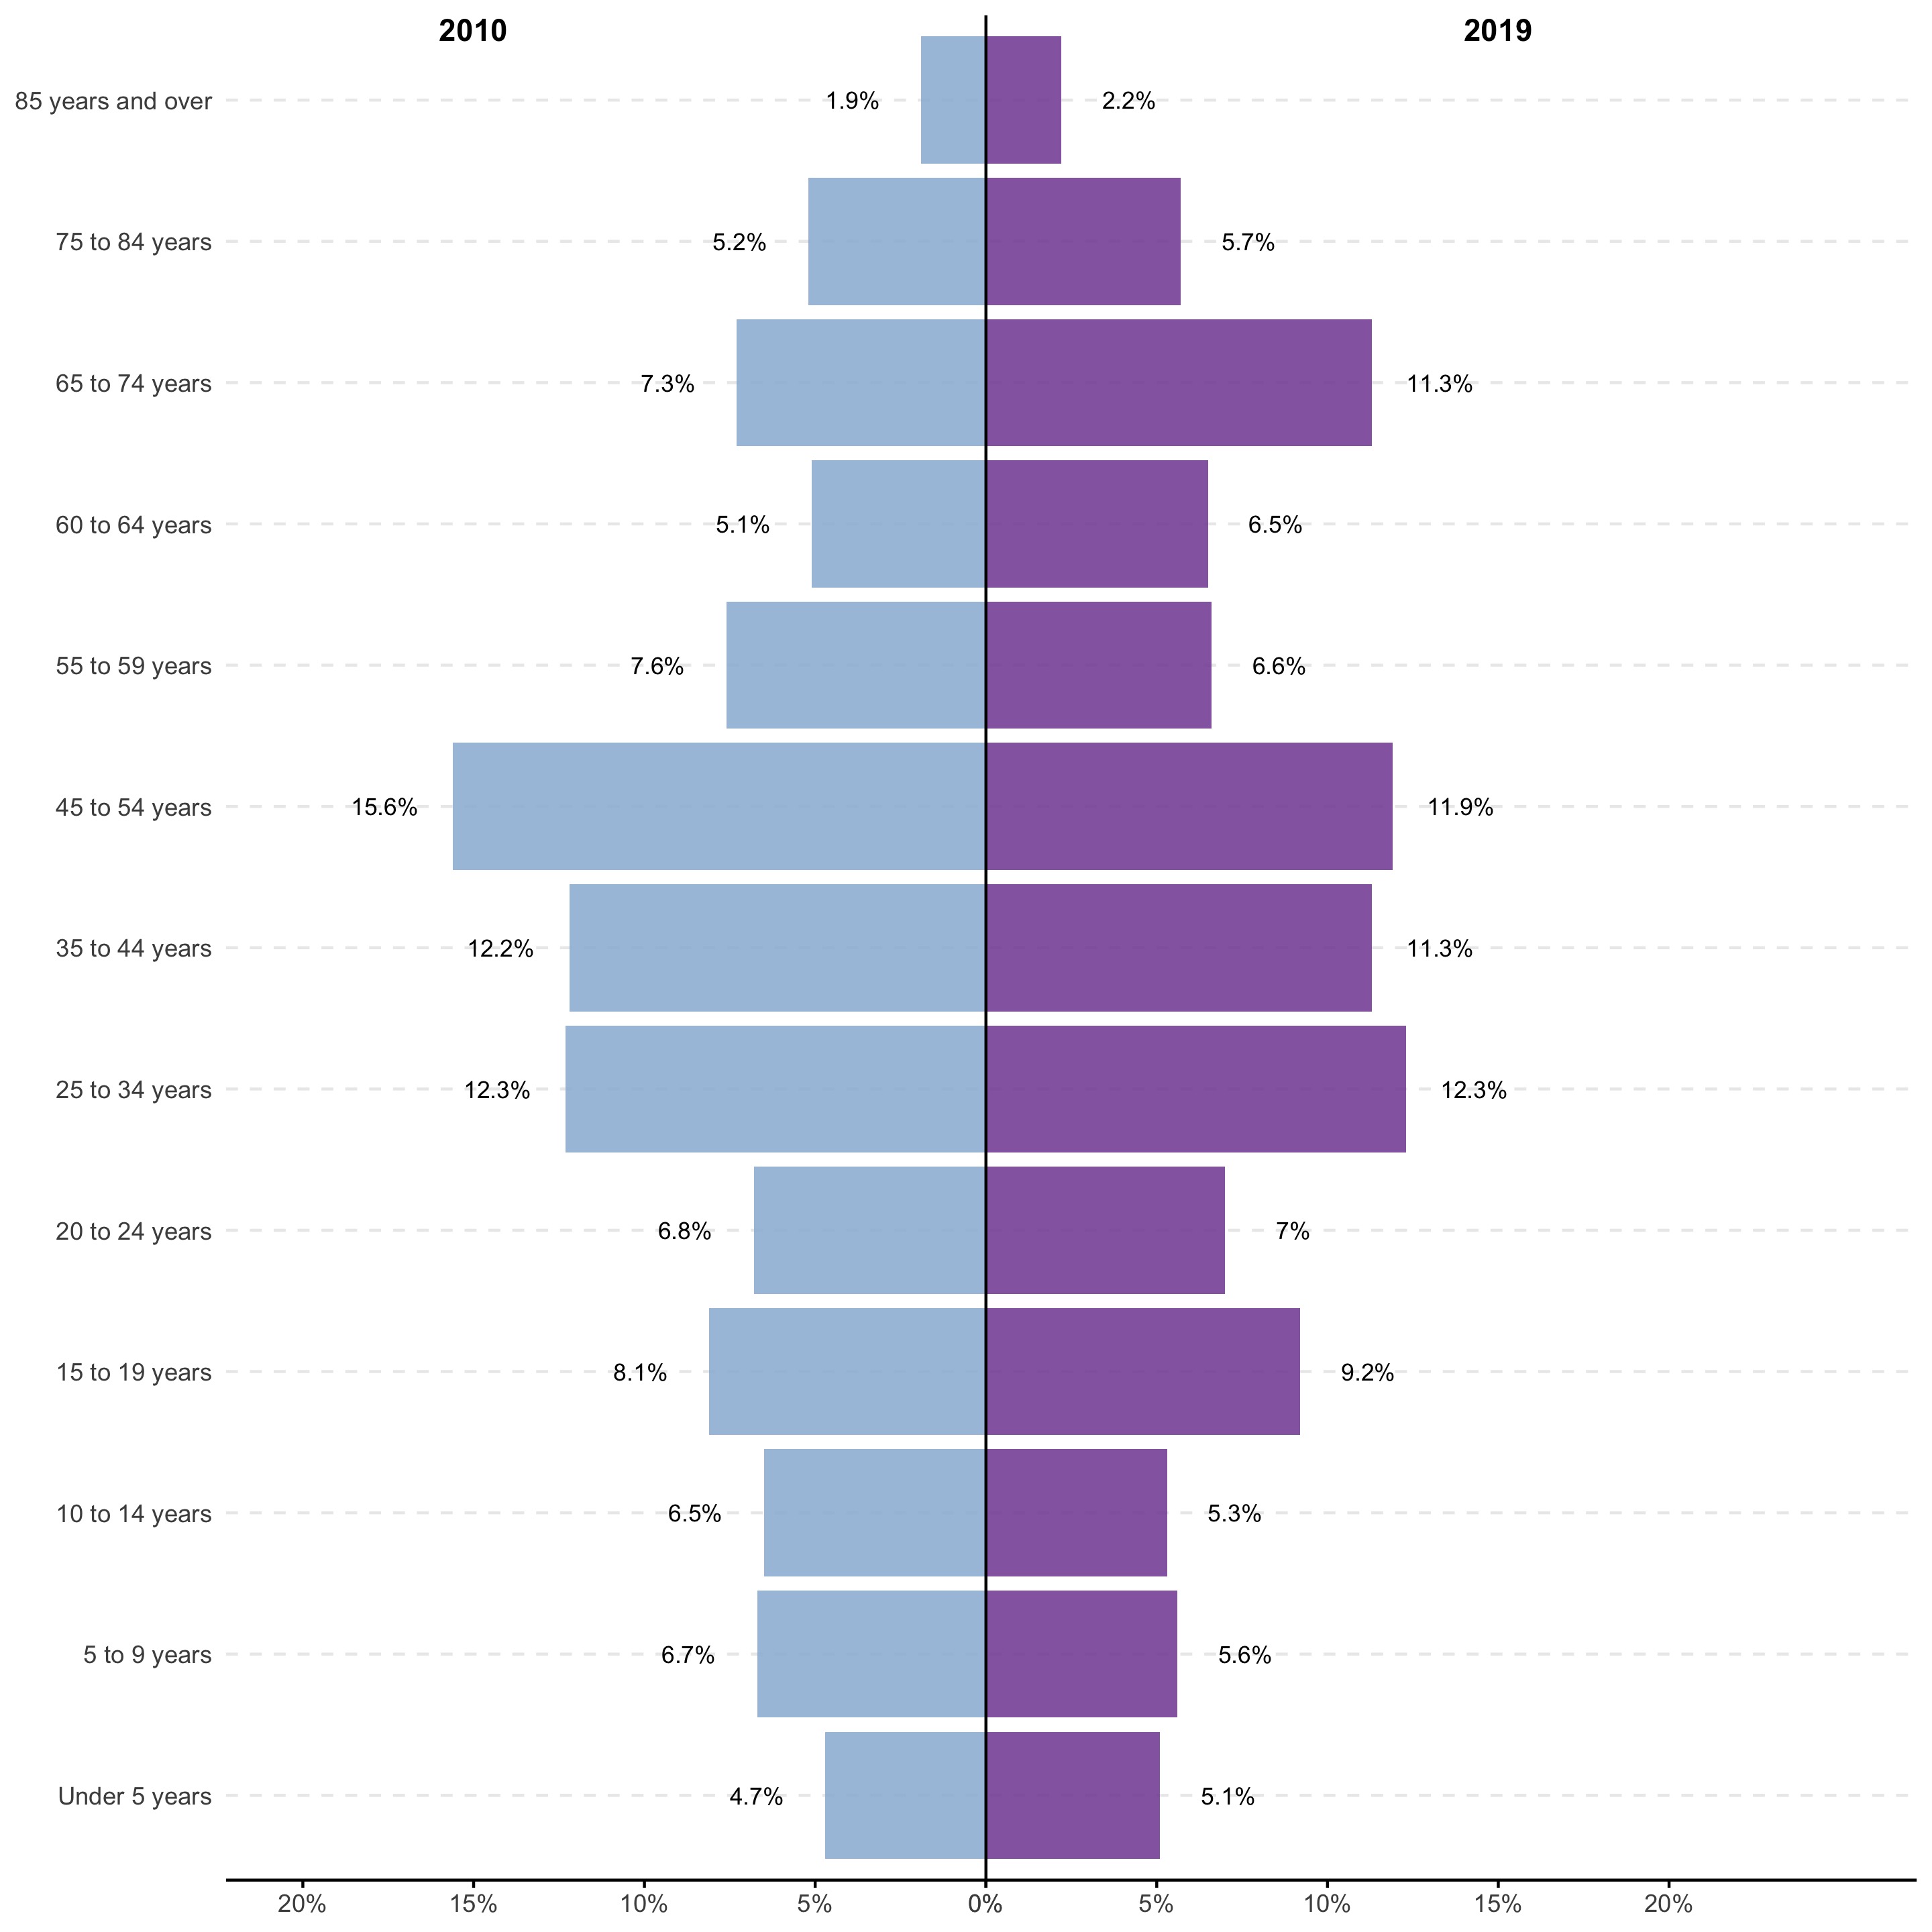 2010 2019
85 years and over 1.9% 2.2%
75 to 84 years 5.2% 5.7%
65 to 74 years 7.3% 11.3%
60 to 64 years 5.1% 6.5%
55 to 59 years 7.6% 6.6%
45 to 54 years 15.6% 11.9%
35 to 44 years 12.2% 11.3%
25 to 34 years 12.3% 12.3%
20 to 24 years 6.8% 7%
15 to 19 years 8.1% 9.2%
10 to 14 years 6.5% 5.3%
5 to 9 years 6.7% 5.6%
Under 5 years 4.7% 5.1%
20% 15% 10% 5% 0% 5% 10% 15% 20%